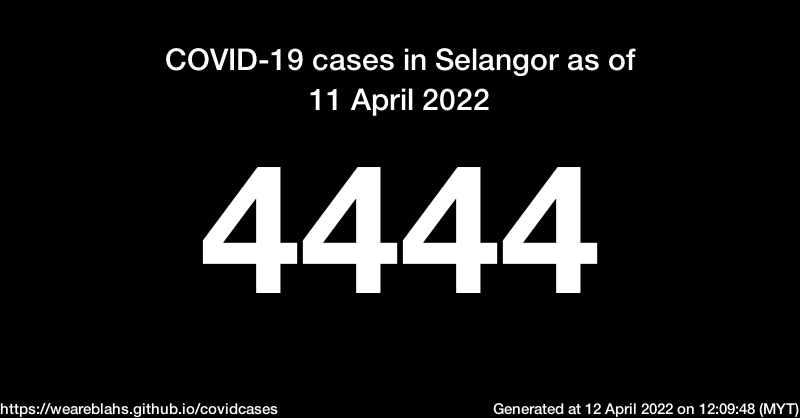 COVID-19 cases in Selangor as of
11 April 2022
4444
https://weareblahs.github.io/covidcases
Generated at 12 April 2022 on 12:09:48 (MYT)